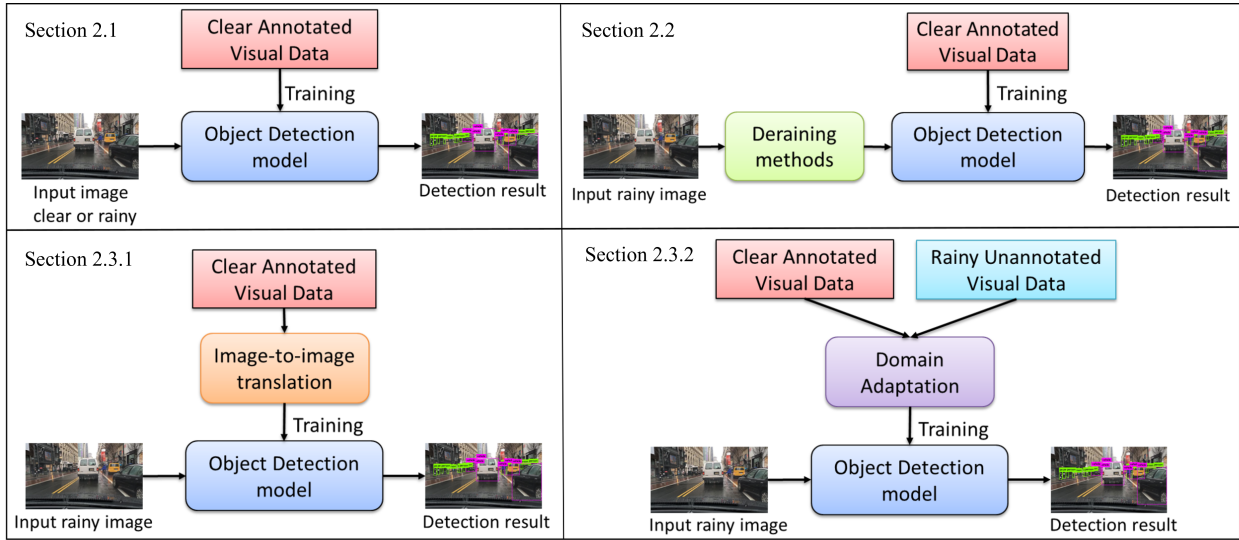 Section 2.1
Clear Annotated
Visual Data
Training
Object Detection
model
Input image
clear or rainy
Detection result
Section 2.2
Clear Annotated
Visual Data
Training
Deraining
methods
Object Detection
model
Input rainy image
Detection result
Section 2.3.1
Clear Annotated
Visual Data
Image-to-image
translation
Training
Object Detection
model
Input rainy image
Detection result
Section 2.3.2
Clear Annotated
Visual Data
Rainy Unannotated
Visual Data
Domain
Adaptation
Training
Object Detection
model
Input rainy image
Detection result